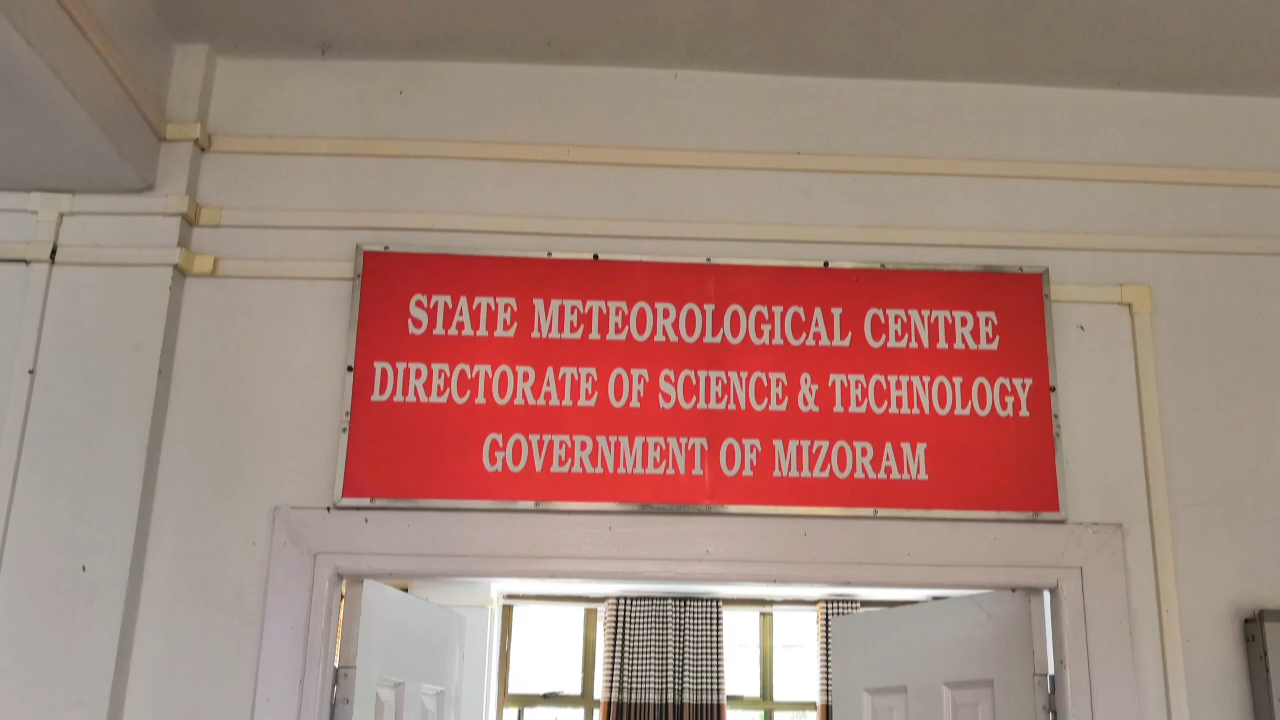 STATE METEOROLOGICAL CENTRE
DIRECTORATE OF SCIENCE & TECHNOLOGY
GOVERNMENT OF MIZORAM